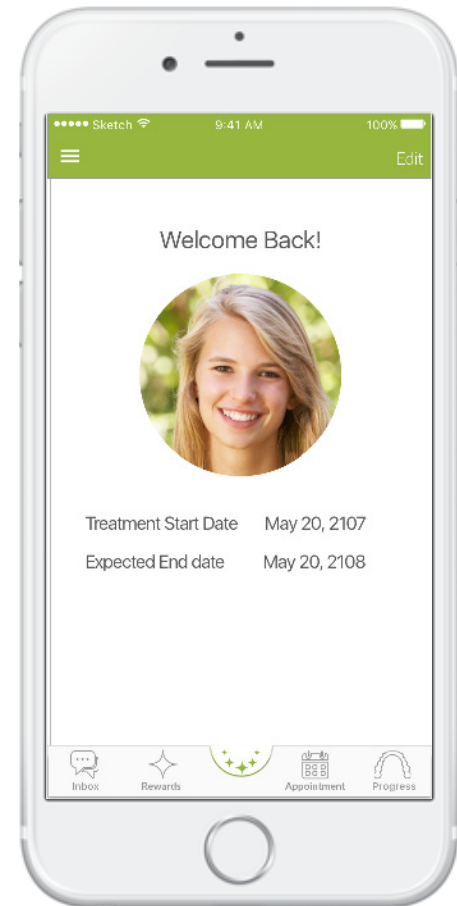 Sketch 9:41 AM 100%
Edit
Welcome Back!
Treatment Start Date May 20, 2107
Expected End date May 20, 2108
Inbox Rewards Appointment Progress